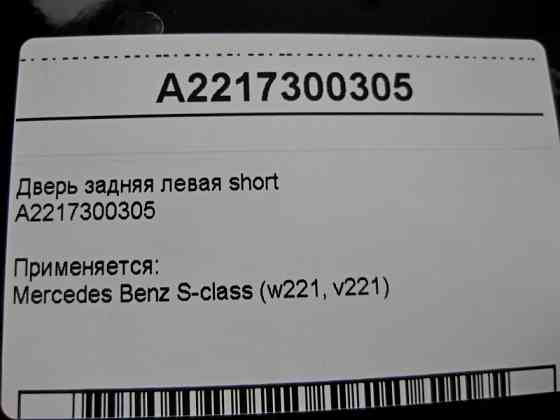 A2217300305
Дверь задняя левая short
A2217300305
Применяется:
Mercedes Benz S-class (w221, v221)